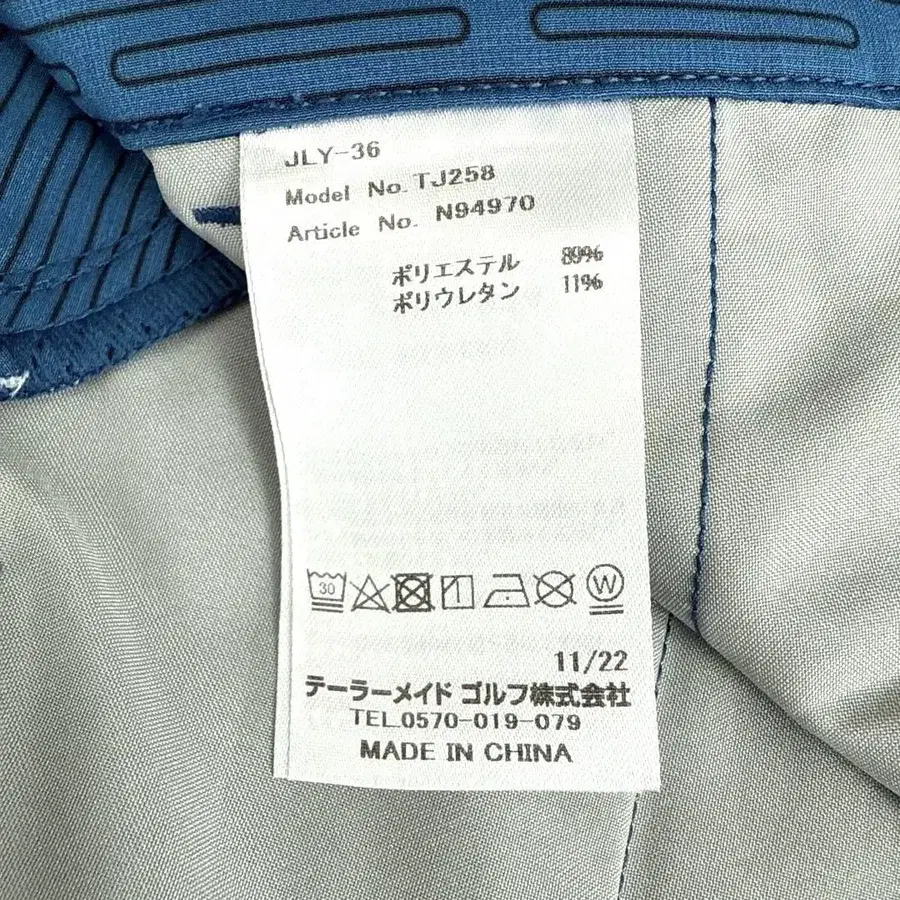 JLY-36
Model No. TJ258
Article No. N94970
ポリエステル 89%
ポリウレタン 11%
30
W
11/22
テーラーメイド ゴルフ株式会社
TEL.0570-019-079
MADE IN CHINA